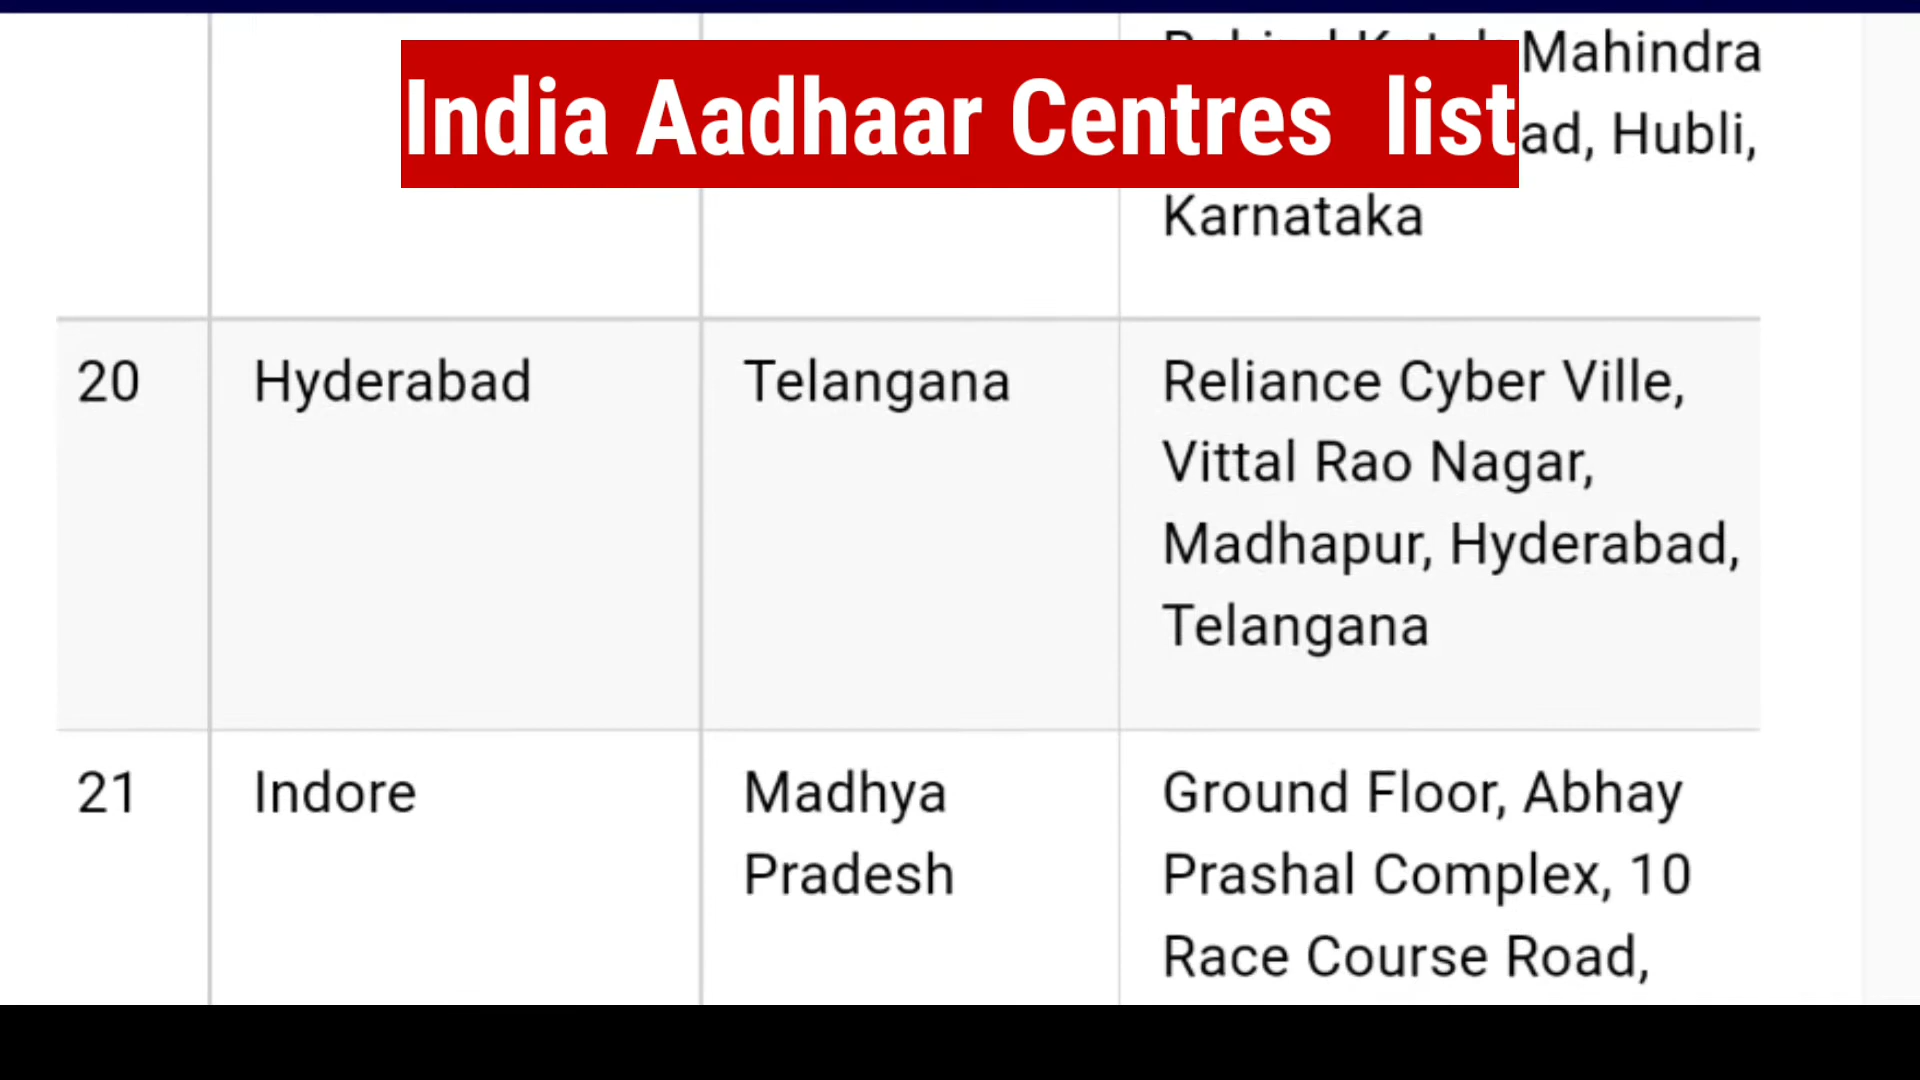 Mahindra
India Aadhaar Centres list
ad, Hubli,
Karnataka
20 Hyderabad Telangana Reliance Cyber Ville,
Vittal Rao Nagar,
Madhapur, Hyderabad,
Telangana
21 Indore Madhya Ground Floor, Abhay
Pradesh Prashal Complex, 10
Race Course Road,